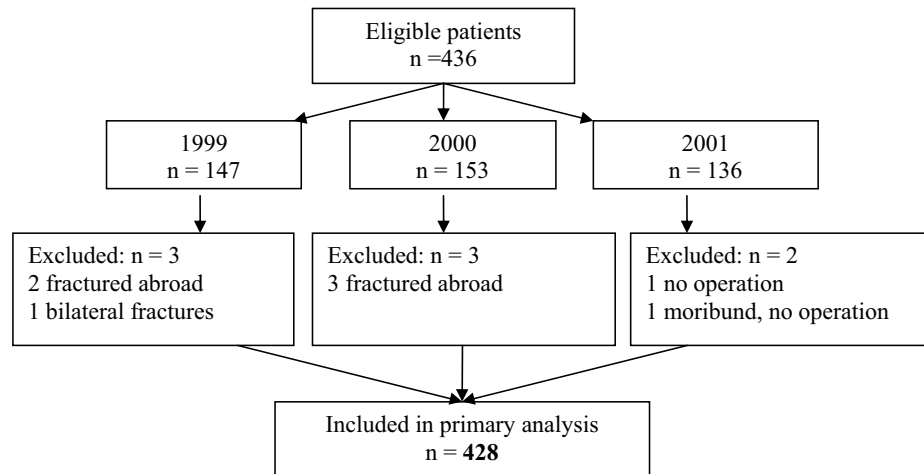 Eligible patients
n =436
1999
n = 147
2000
n = 153
2001
n = 136
Excluded: n = 3
2 fractured abroad
1 bilateral fractures
Excluded: n = 3
3 fractured abroad
Excluded: n = 2
1 no operation
1 moribund, no operation
Included in primary analysis
n = 428